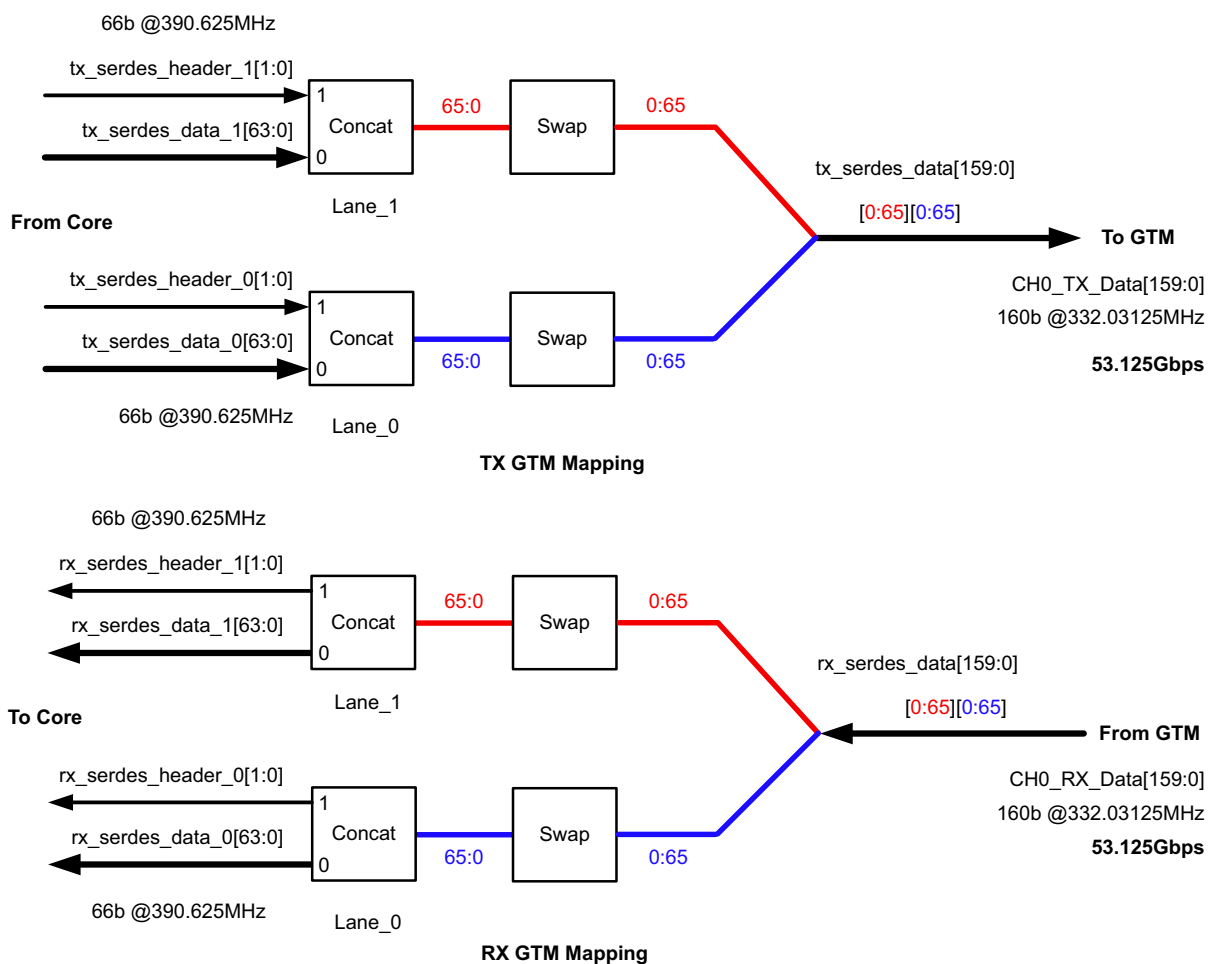 66b @390.625MHz
tx_serdes_header_1[1:0]
1
65:0
0:65
Concat
Swap
tx_serdes_data_1[63:0]
0
tx_serdes_data[159:0]
Lane_1
[0:65][0:65]
From Core
To GTM
tx_serdes_header_0[1:0]
1
CH0_TX_Data[159:0]
160b @332.03125MHz
Concat
Swap
tx_serdes_data_0[63:0]
65:0
0:65
0
53.125Gbps
66b @390.625MHz
Lane_0
TX GTM Mapping
66b @390.625MHz
rx_serdes_header_1[1:0]
1
65:0
0:65
Concat
Swap
rx_serdes_data_1[63:0]
0
rx_serdes_data[159:0]
Lane_1
[0:65][0:65]
To Core
From GTM
rx_serdes_header_0[1:0]
1
CH0_RX_Data[159:0]
160b @332.03125MHz
Concat
Swap
rx_serdes_data_0[63:0]
65:0
0:65
0
53.125Gbps
66b @390.625MHz
Lane_0
RX GTM Mapping